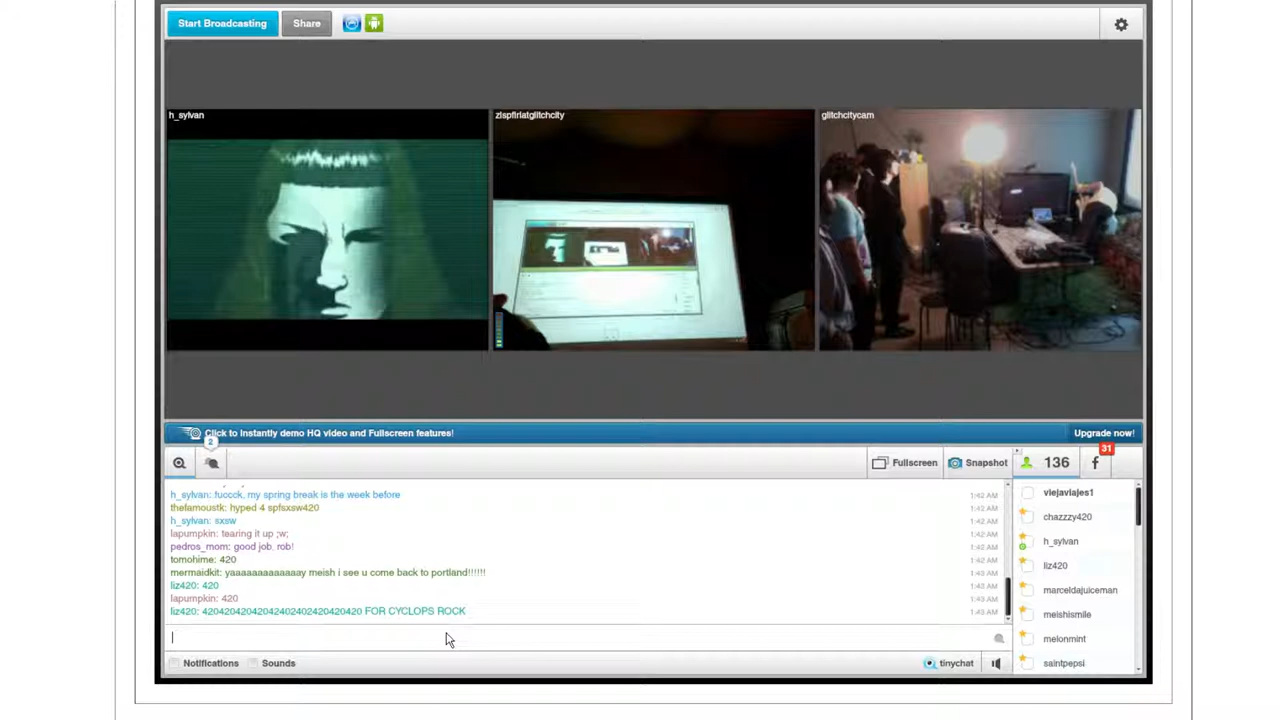 Start Broadcasting
Share
h_sylvan
zlspfirlatglitchcity
glitchcitycam
Click to instantly demo HQ video and Fullscreen features!
Upgrade now!
2
Fullscreen
Snapshot
136
31
h_sylvan: fuccck, my spring break is the week before 1:42 AM
thefamoustk: hyped 4 spfsxsw420 1:42 AM
h_sylvan: sxsw 1:42 AM
lapumpkin: tearing it up ;w; 1:42 AM
pedros_mom: good job, rob! 1:42 AM
tomohime: 420 1:42 AM
mermaidkit: yaaaaaaaaaaaay meish i see u come back to portland!!!!!! 1:43 AM
liz420: 420 1:43 AM
lapumpkin: 420 1:43 AM
liz420: 42042042042042402402420420420 FOR CYCLOPS ROCK 1:43 AM
viejaviajes1
chazzzy420
h_sylvan
liz420
marceldajuiceman
meishismile
melonmint
saintpepsi
Notifications
Sounds
tinychat